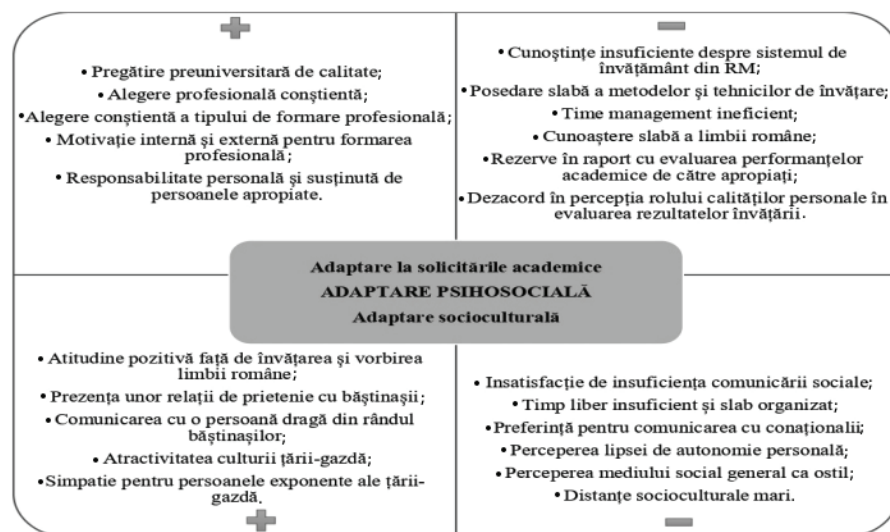 • Pregătire preuniversitară de calitate;
• Alegere profesională conștientă;
• Alegere conștientă a tipului de formare profesională;
• Motivație internă și externă pentru formarea
profesională;
• Responsabilitate personală și susținută de
persoanele apropiate.
• Cunoștințe insuficiente despre sistemul de
învățământ din RM;
• Posedare slabă a metodelor și tehnicilor de învățare;
• Time management ineficient;
• Cunoaștere slabă a limbii române;
• Rezerve în raport cu evaluarea performanțelor
academice de către apropiați;
• Dezacord în percepția rolului calităților personale în
evaluarea rezultatelor învățării.
Adaptare la solicitările academice
ADAPTARE PSIHOSOCIALĂ
Adaptare socioculturală
• Atitudine pozitivă față de învățarea și vorbirea
limbii române;
• Prezența unor relații de prietenie cu băștinașii;
• Comunicarea cu o persoană dragă din rândul
băștinașilor;
• Atractivitatea culturii țării-gazdă;
• Simpatie pentru persoanele exponente ale țării-
gazdă.
• Insatisfacție de insuficiența comunicării sociale;
• Timp liber insuficient și slab organizat;
• Preferință pentru comunicarea cu conaționalii;
• Perceperea lipsei de autonomie personală;
• Perceperea mediului social general ca ostil;
• Distanțe socioculturale mari.